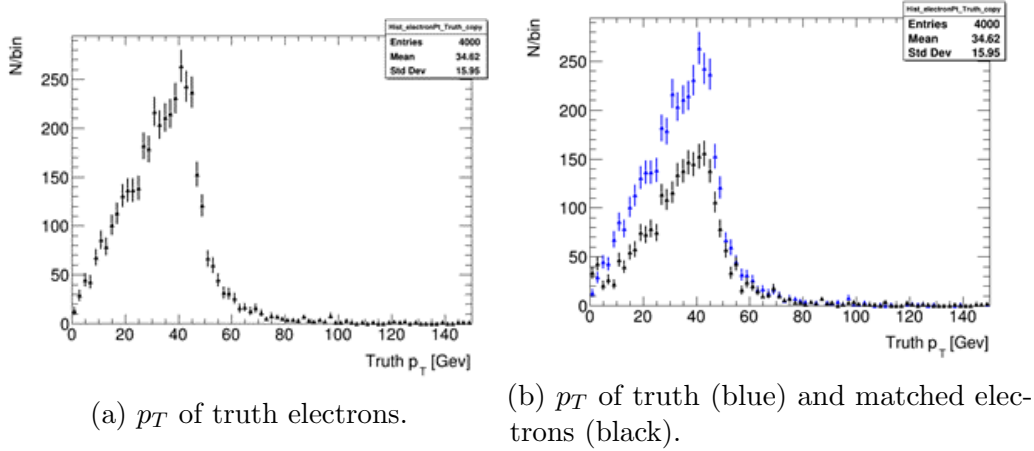 Hist_electronPt_Truth_copy
Entries 4000
Mean 34.62
Std Dev 15.95
N/bin
250
200
150
100
50
0
0 20 40 60 80 100 120 140
Truth p_T [Gev]
(a) p_T of truth electrons.
Hist_electronPt_Truth_copy
Entries 4000
Mean 34.62
Std Dev 15.95
N/bin
250
200
150
100
50
0
0 20 40 60 80 100 120 140
Truth p_T [Gev]
(b) p_T of truth (blue) and matched elec-
trons (black).